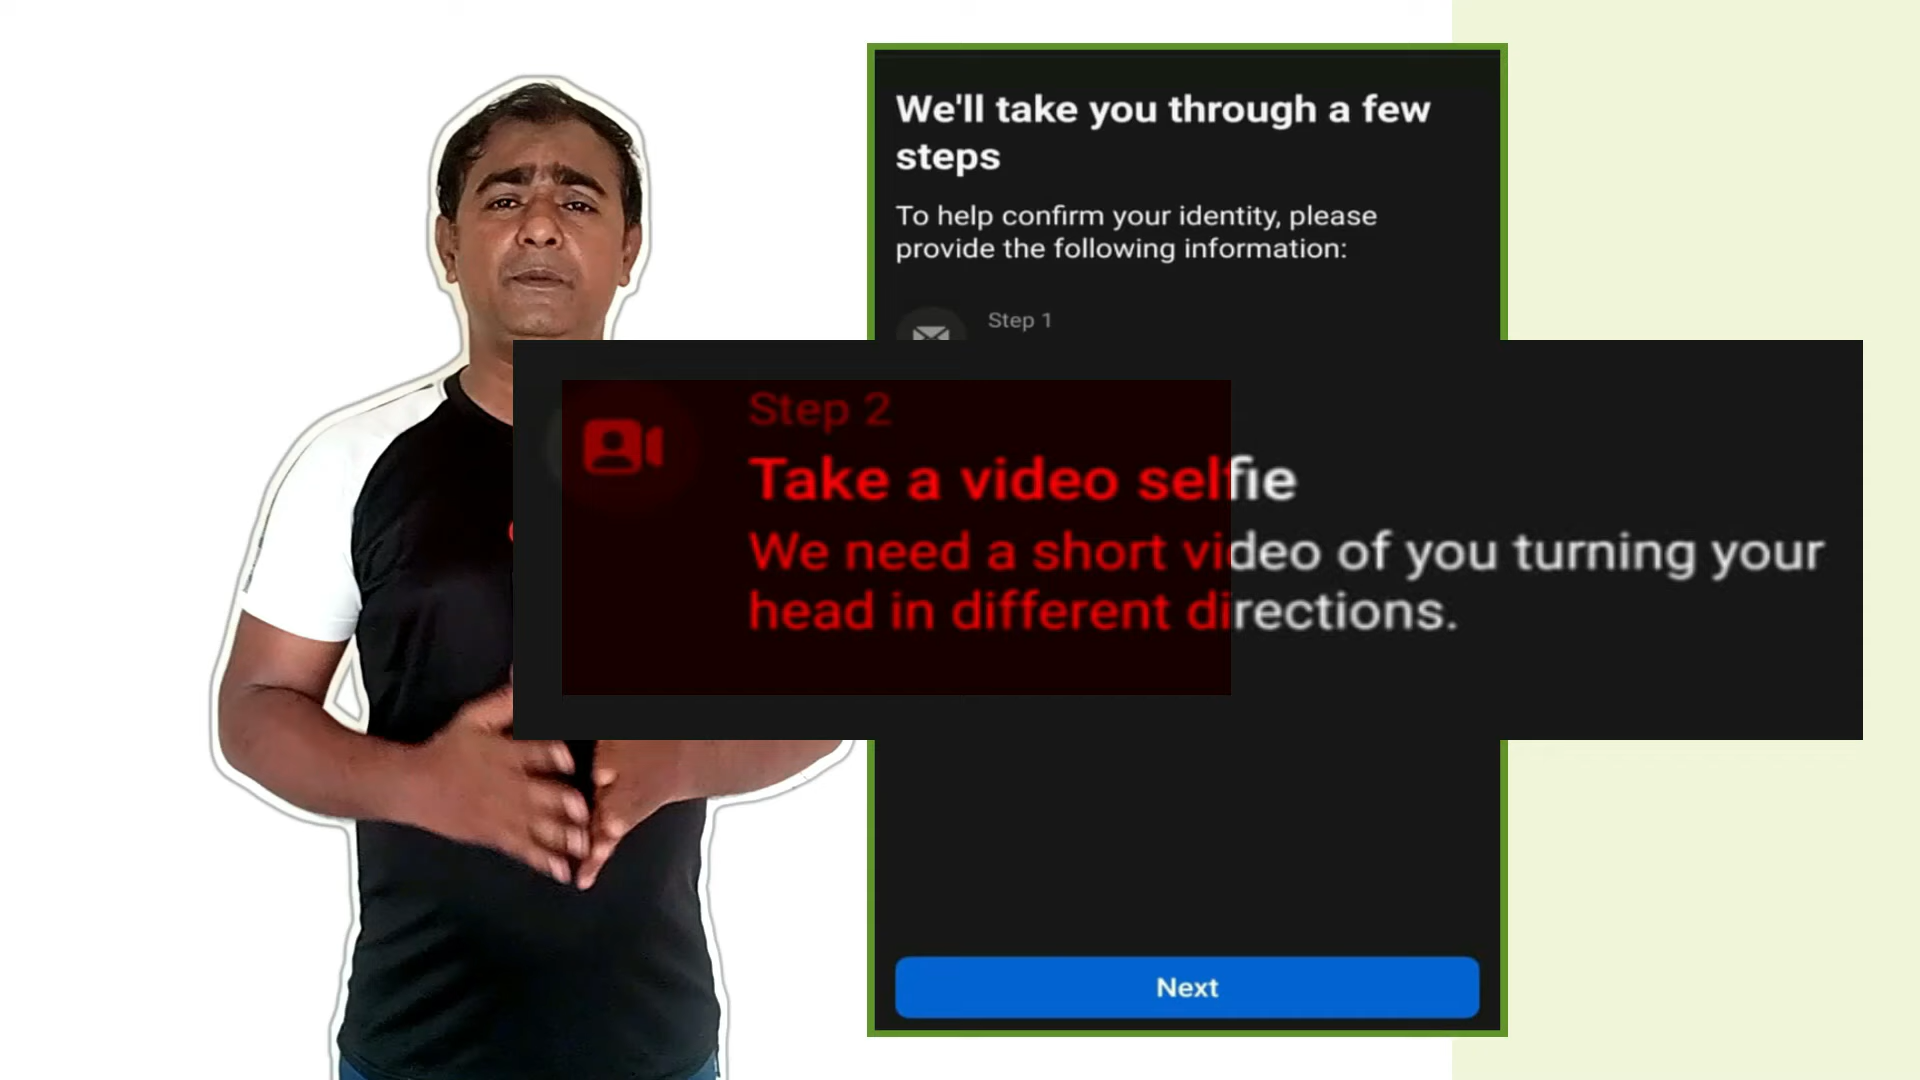 We'll take you through a few
steps
To help confirm your identity, please
provide the following information:
Step 1
Step 2
Take a video selfie
We need a short video of you turning your
head in different directions.
Next